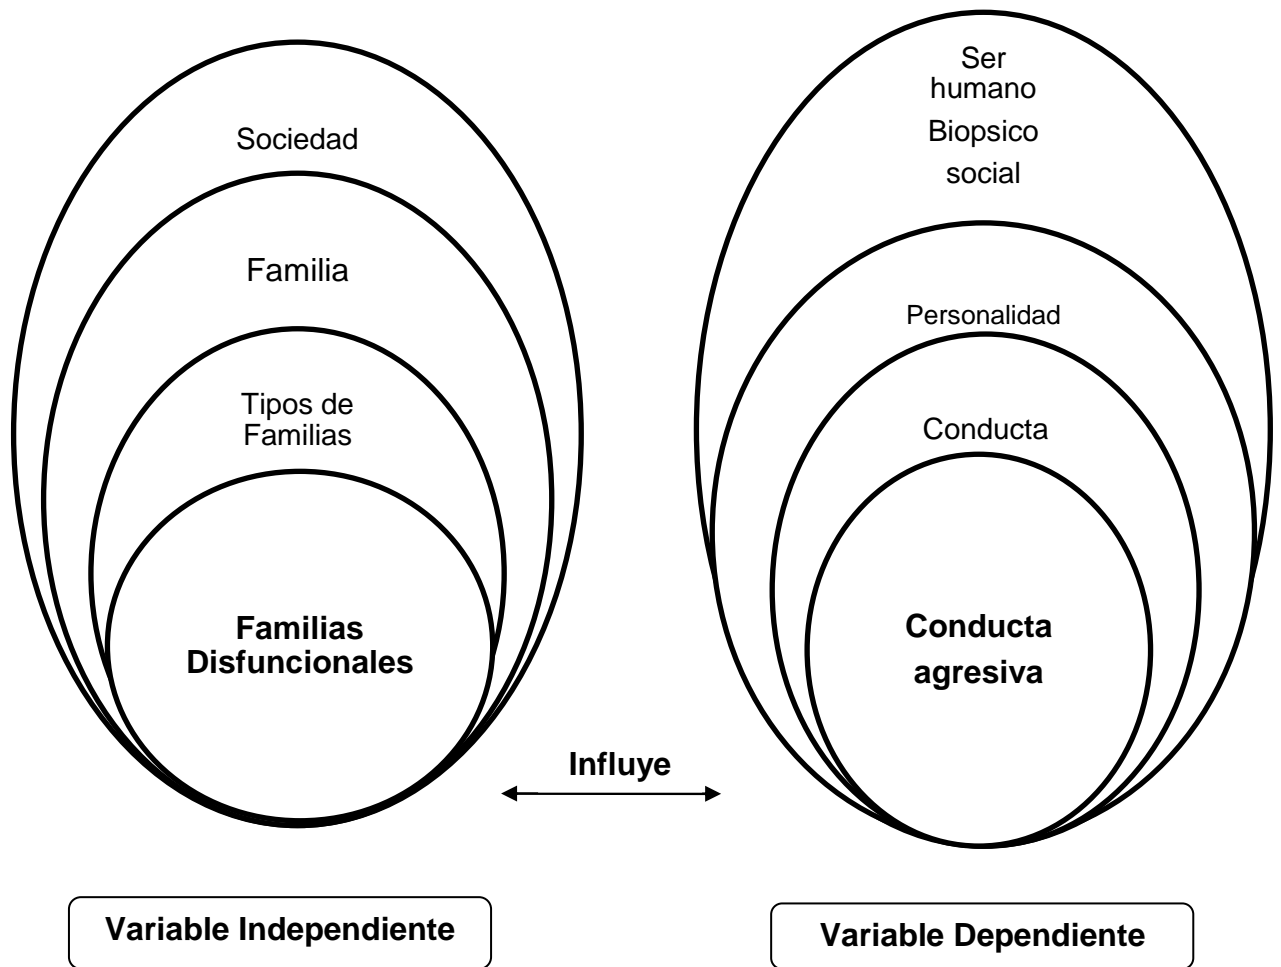 Sociedad
Familia
Tipos de
Familias
Familias
Disfuncionales
Influye
Ser
humano
Biopsico
social
Personalidad
Conducta
Conducta
agresiva
Variable Independiente
Variable Dependiente